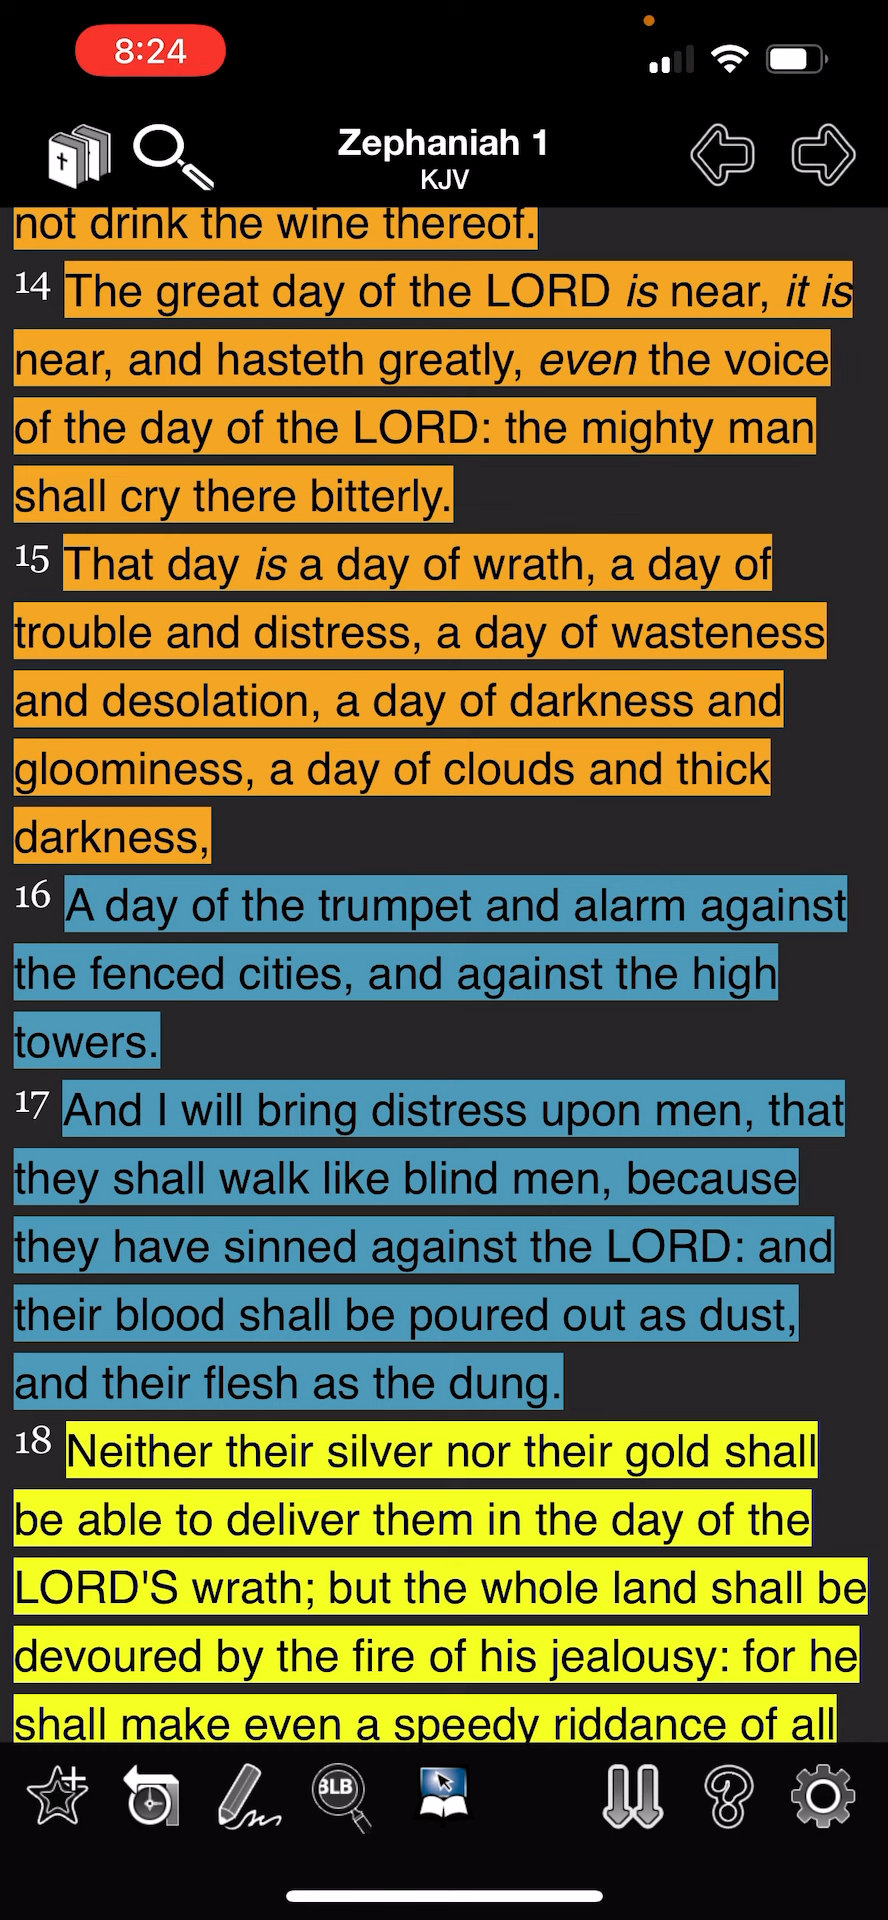 8:24
Zephaniah 1
KJV
not drink the wine thereof.
14 The great day of the LORD is near, it is
near, and hasteth greatly, even the voice
of the day of the LORD: the mighty man
shall cry there bitterly.
15 That day is a day of wrath, a day of
trouble and distress, a day of wasteness
and desolation, a day of darkness and
gloominess, a day of clouds and thick
darkness,
16 A day of the trumpet and alarm against
the fenced cities, and against the high
towers.
17 And I will bring distress upon men, that
they shall walk like blind men, because
they have sinned against the LORD: and
their blood shall be poured out as dust,
and their flesh as the dung.
18 Neither their silver nor their gold shall
be able to deliver them in the day of the
LORD'S wrath; but the whole land shall be
devoured by the fire of his jealousy: for he
shall make even a speedy riddance of all
BLB